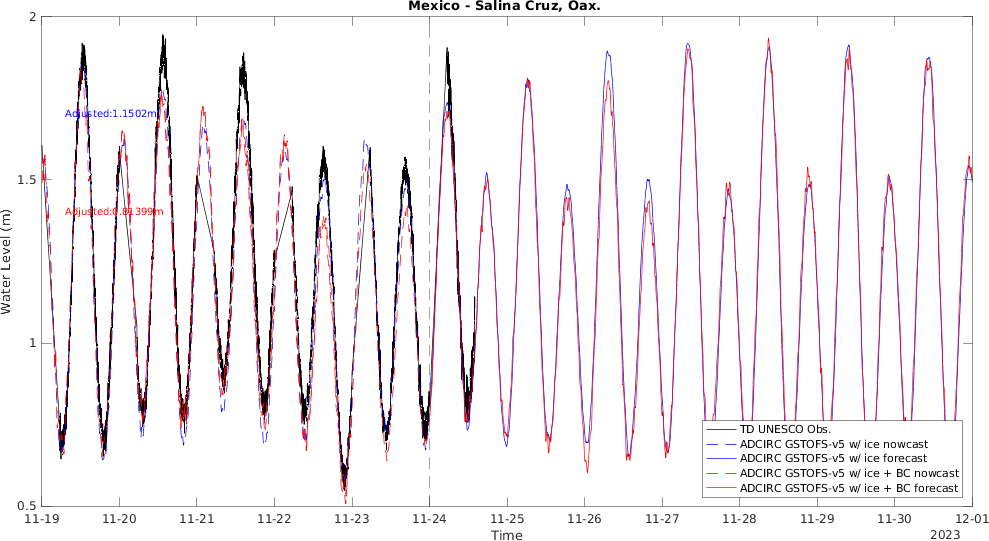 Mexico - Salina Cruz, Oax.
2
Adjusted:1.1502m
1.5
Adjusted:0.81399m
Water Level (m)
1
TD UNESCO Obs.
ADCIRC GSTOFS-v5 w/ ice nowcast
ADCIRC GSTOFS-v5 w/ ice forecast
ADCIRC GSTOFS-v5 w/ ice + BC nowcast
ADCIRC GSTOFS-v5 w/ ice + BC forecast
0.5
11-19 11-20 11-21 11-22 11-23 11-24 11-25 11-26 11-27 11-28 11-29 11-30 12-01
Time
2023